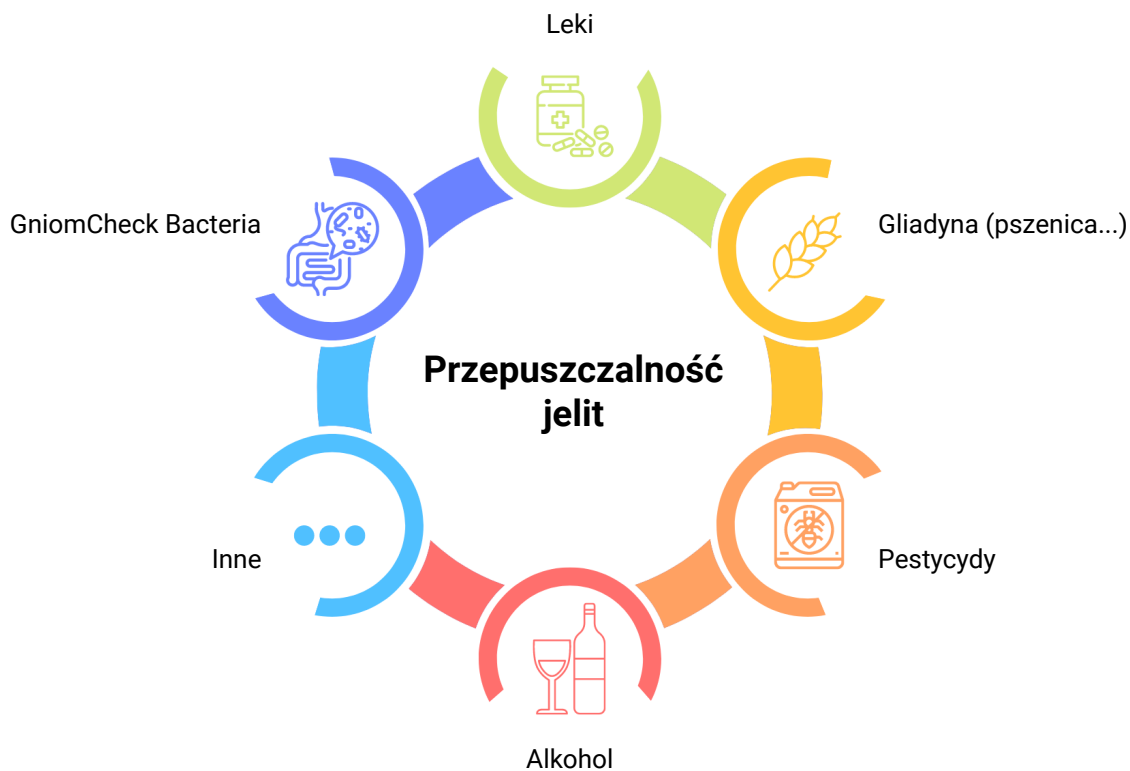 Leki
GniomCheck Bacteria
Gliadyna (pszenica...)
Przepuszczalność
jelit
Inne
Pestycydy
Alkohol